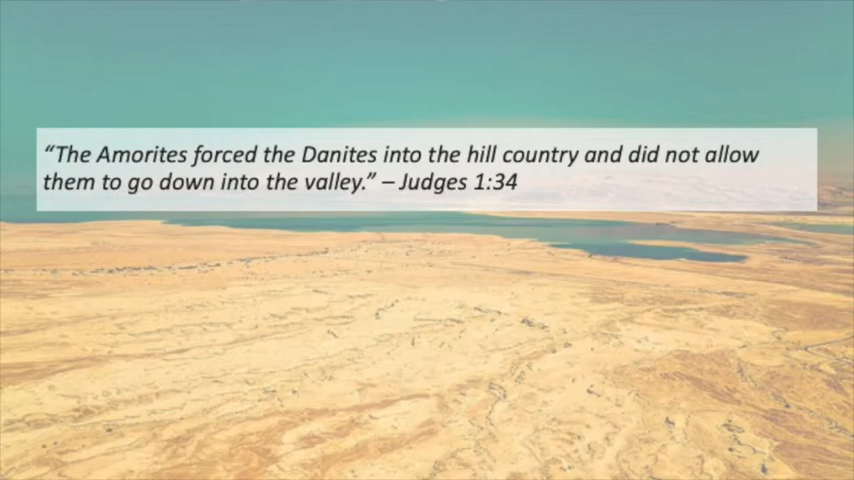 “The Amorites forced the Danites into the hill country and did not allow
them to go down into the valley.” – Judges 1:34